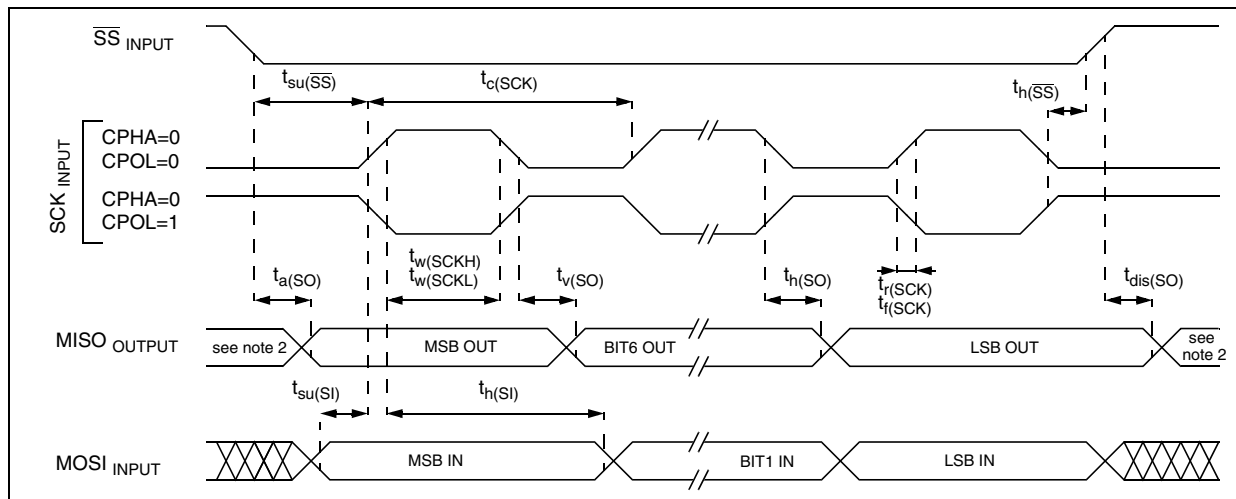 SS INPUT
tsu(SS)
tc(SCK)
th(SS)
SCK INPUT
CPHA=0
CPOL=0
CPHA=0
CPOL=1
ta(SO)
tw(SCKH)
tw(SCKL)
tv(SO)
th(SO)
tr(SCK)
tf(SCK)
tdis(SO)
MISO OUTPUT
see note 2
MSB OUT
BIT6 OUT
LSB OUT
see
note 2
tsu(SI)
th(SI)
MOSI INPUT
MSB IN
BIT1 IN
LSB IN